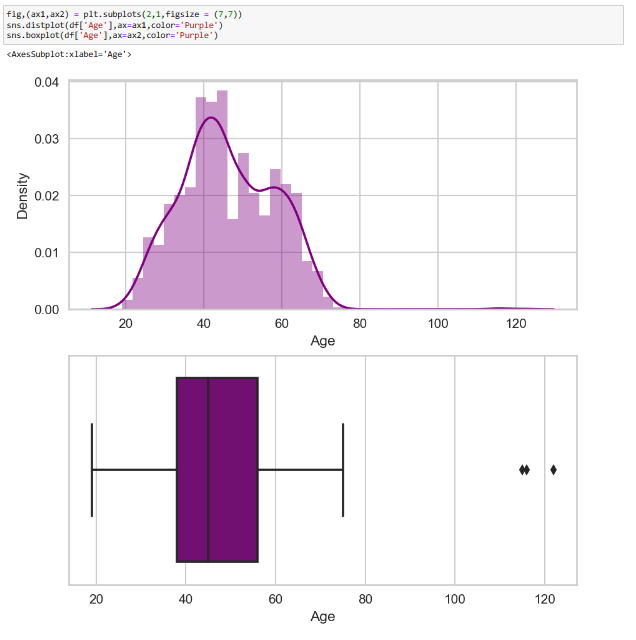 fig,(ax1,ax2) = plt.subplots(2,1,figsize = (7,7))
sns.distplot(df['Age'],ax=ax1,color='Purple')
sns.boxplot(df['Age'],ax=ax2,color='Purple')
<AxesSubplot:xlabel='Age'>
0.04
0.03
0.02
0.01
0.00
Density
20 40 60 80 100 120
Age
20 40 60 80 100 120
Age